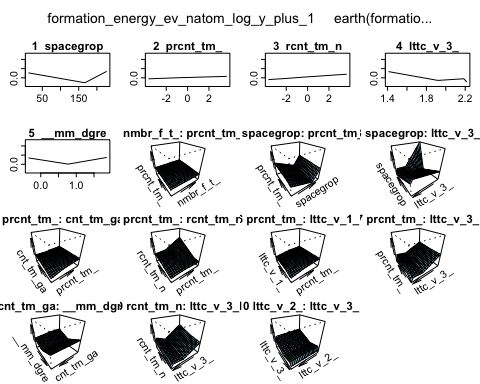 formation_energy_ev_natom_log_y_plus_1 earth(formatio...
1 spacegrop 2 prcnt_tm_ 3 rcnt_tm_n 4 lttc_v_3_
0.0 0.0 0.0 0.0
50 150 -2 0 2 -2 0 2 1.4 1.8 2.2
5 __mm_dgre nmbr_f_t_: prcnt_tm_ spacegrop: prcnt_tm_ spacegrop: lttc_v_3_
0.0
0.0 1.0
prcnt_tm_ nmbr_f_t_ prcnt_tm_ spacegrop spacegrop lttc_v_3_
prcnt_tm_: cnt_tm_ga prcnt_tm_: rcnt_tm_n prcnt_tm_: lttc_v_1_ prcnt_tm_: lttc_v_3_
cnt_tm_ga prcnt_tm_ rcnt_tm_n prcnt_tm_ lttc_v_1_ prcnt_tm_ prcnt_tm_ lttc_v_3_
cnt_tm_ga: __mm_dgre rcnt_tm_n: lttc_v_3_ lttc_v_2_: lttc_v_3_
__mm_dgre cnt_tm_ga rcnt_tm_n lttc_v_3_ lttc_v_3_ lttc_v_2_